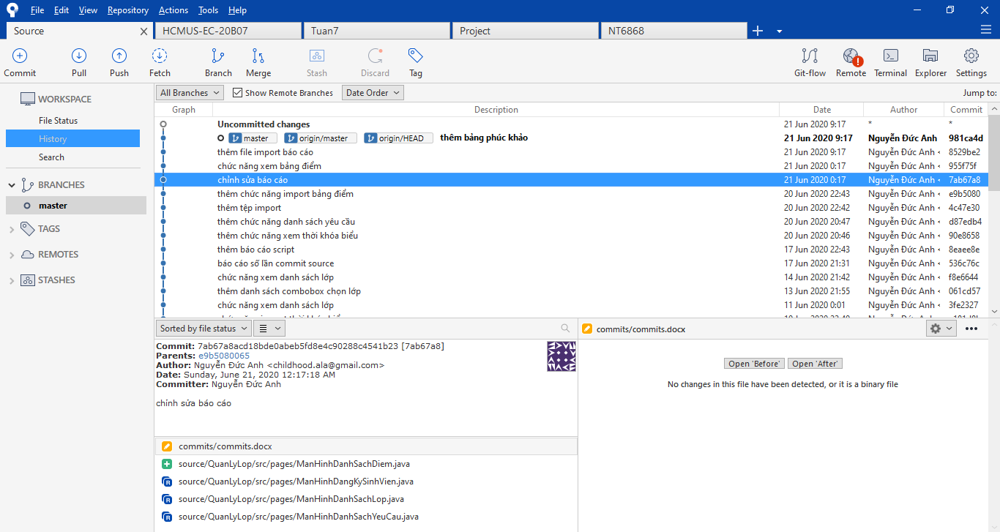 File Edit View Repository Actions Tools Help
Source HCMUS-EC-20B07 Tuan7 Project NT6868
Commit Pull Push Fetch Branch Merge Stash Discard Tag Git-flow Remote Terminal Explorer Settings
WORKSPACE
File Status
History
Search
BRANCHES
master
TAGS
REMOTES
STASHES
All Branches Show Remote Branches Date Order Jump to:
Graph Description Date Author Commit
Uncommitted changes 21 Jun 2020 9:17 * *
master origin/master origin/HEAD thêm bảng phúc khảo 21 Jun 2020 9:17 Nguyễn Đức Anh 981ca4d
thêm file import báo cáo 21 Jun 2020 9:17 Nguyễn Đức Anh < 8529be2
chức năng xem bảng điểm 21 Jun 2020 0:17 Nguyễn Đức Anh < 955f75f
chỉnh sửa báo cáo 21 Jun 2020 0:17 Nguyễn Đức Anh < 7ab67a8
thêm chức năng import bảng điểm 20 Jun 2020 22:43 Nguyễn Đức Anh < e9b5080
thêm tệp import 20 Jun 2020 22:42 Nguyễn Đức Anh < 4c47e30
thêm chức năng danh sách yêu cầu 20 Jun 2020 20:47 Nguyễn Đức Anh < d87edb4
thêm chức năng xem thời khóa biểu 20 Jun 2020 20:46 Nguyễn Đức Anh < 90e8658
thêm báo cáo script 17 Jun 2020 22:43 Nguyễn Đức Anh < 8eaee8e
báo cáo số lần commit source 17 Jun 2020 21:31 Nguyễn Đức Anh < 536c76c
chức năng xem danh sách lớp 14 Jun 2020 21:42 Nguyễn Đức Anh < f8e6644
thêm danh sách combobox chọn lớp 13 Jun 2020 21:55 Nguyễn Đức Anh < 061cd57
chức năng xem danh sách lớp 11 Jun 2020 0:01 Nguyễn Đức Anh < 3fe2327
Sorted by file status
Commit: 7ab67a8acd18bde0abeb5fd8e4c90288c4541b23 [7ab67a8]
Parents: e9b5080065
Author: Nguyễn Đức Anh <childhood.ala@gmail.com>
Date: Sunday, June 21, 2020 12:17:18 AM
Committer: Nguyễn Đức Anh
chỉnh sửa báo cáo
commits/commits.docx
source/QuanLyLop/src/pages/ManHinhDanhSachDiem.java
source/QuanLyLop/src/pages/ManHinhDangKySinhVien.java
source/QuanLyLop/src/pages/ManHinhDanhSachLop.java
source/QuanLyLop/src/pages/ManHinhDanhSachYeuCau.java
commits/commits.docx
Open 'Before' Open 'After'
No changes in this file have been detected, or it is a binary file